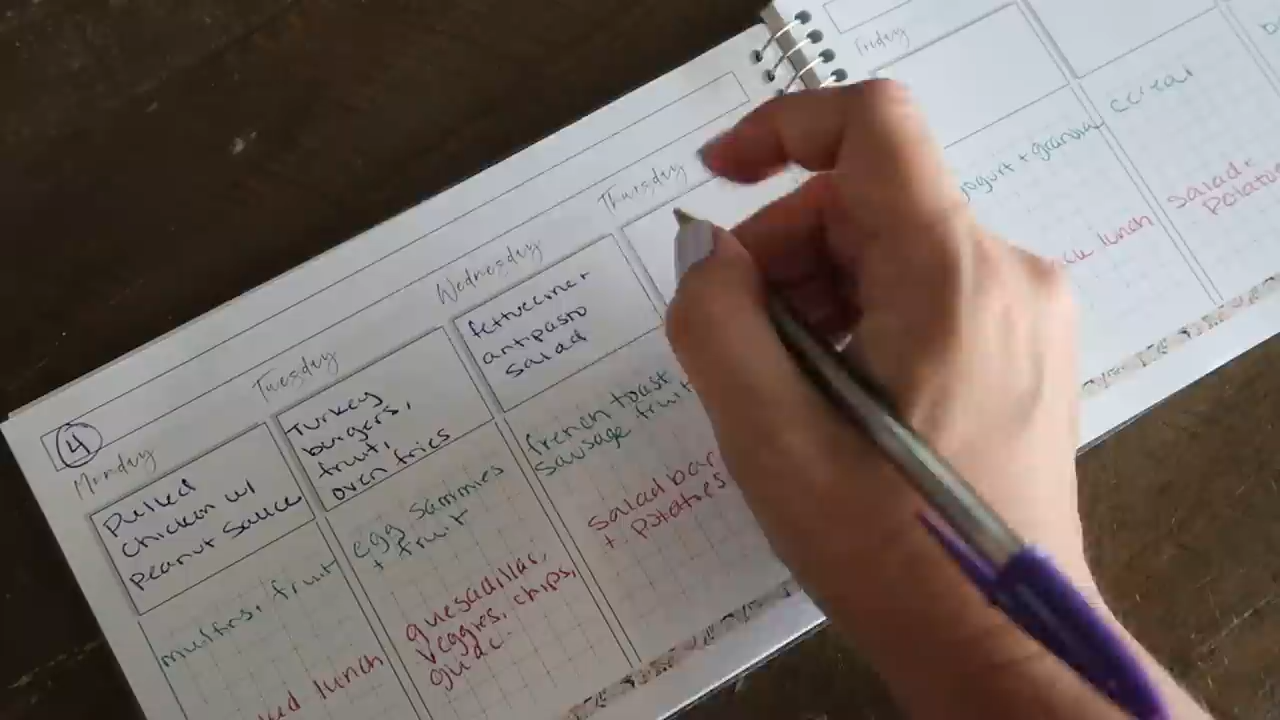 4
Monday
Pulled
chicken w/
peanut sauce
muffins, fruit
lunch
Tuesday
Turkey
burgers,
fruit,
oven fries
egg sammies
+ fruit
quesadillas,
veggies, chips,
guac.
Wednesday
fettuccine +
antipasto
salad
french toast
sausage fruit
salad bar
+ potatoes
Thursday
Friday
yogurt + granola
lunch
cereal
salad +
potato